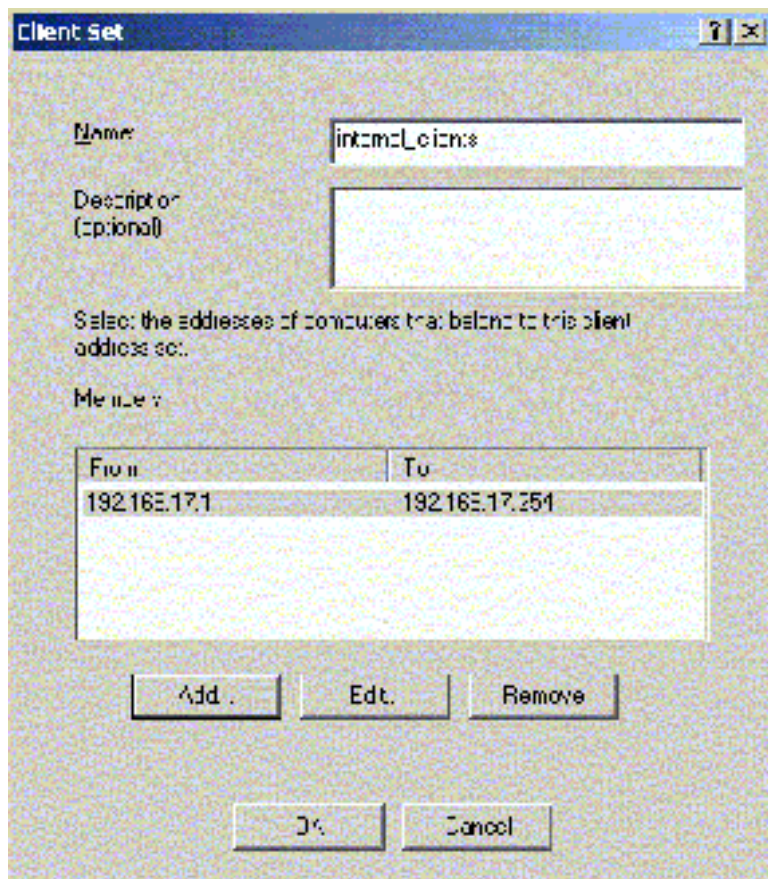 Client Set
Name:
internal_clients
Description
(optional)
Select the addresses of computers that belong to this client
address set.
Members:
From To
192.168.17.1 192.168.17.254
Add... Edit... Remove
OK Cancel